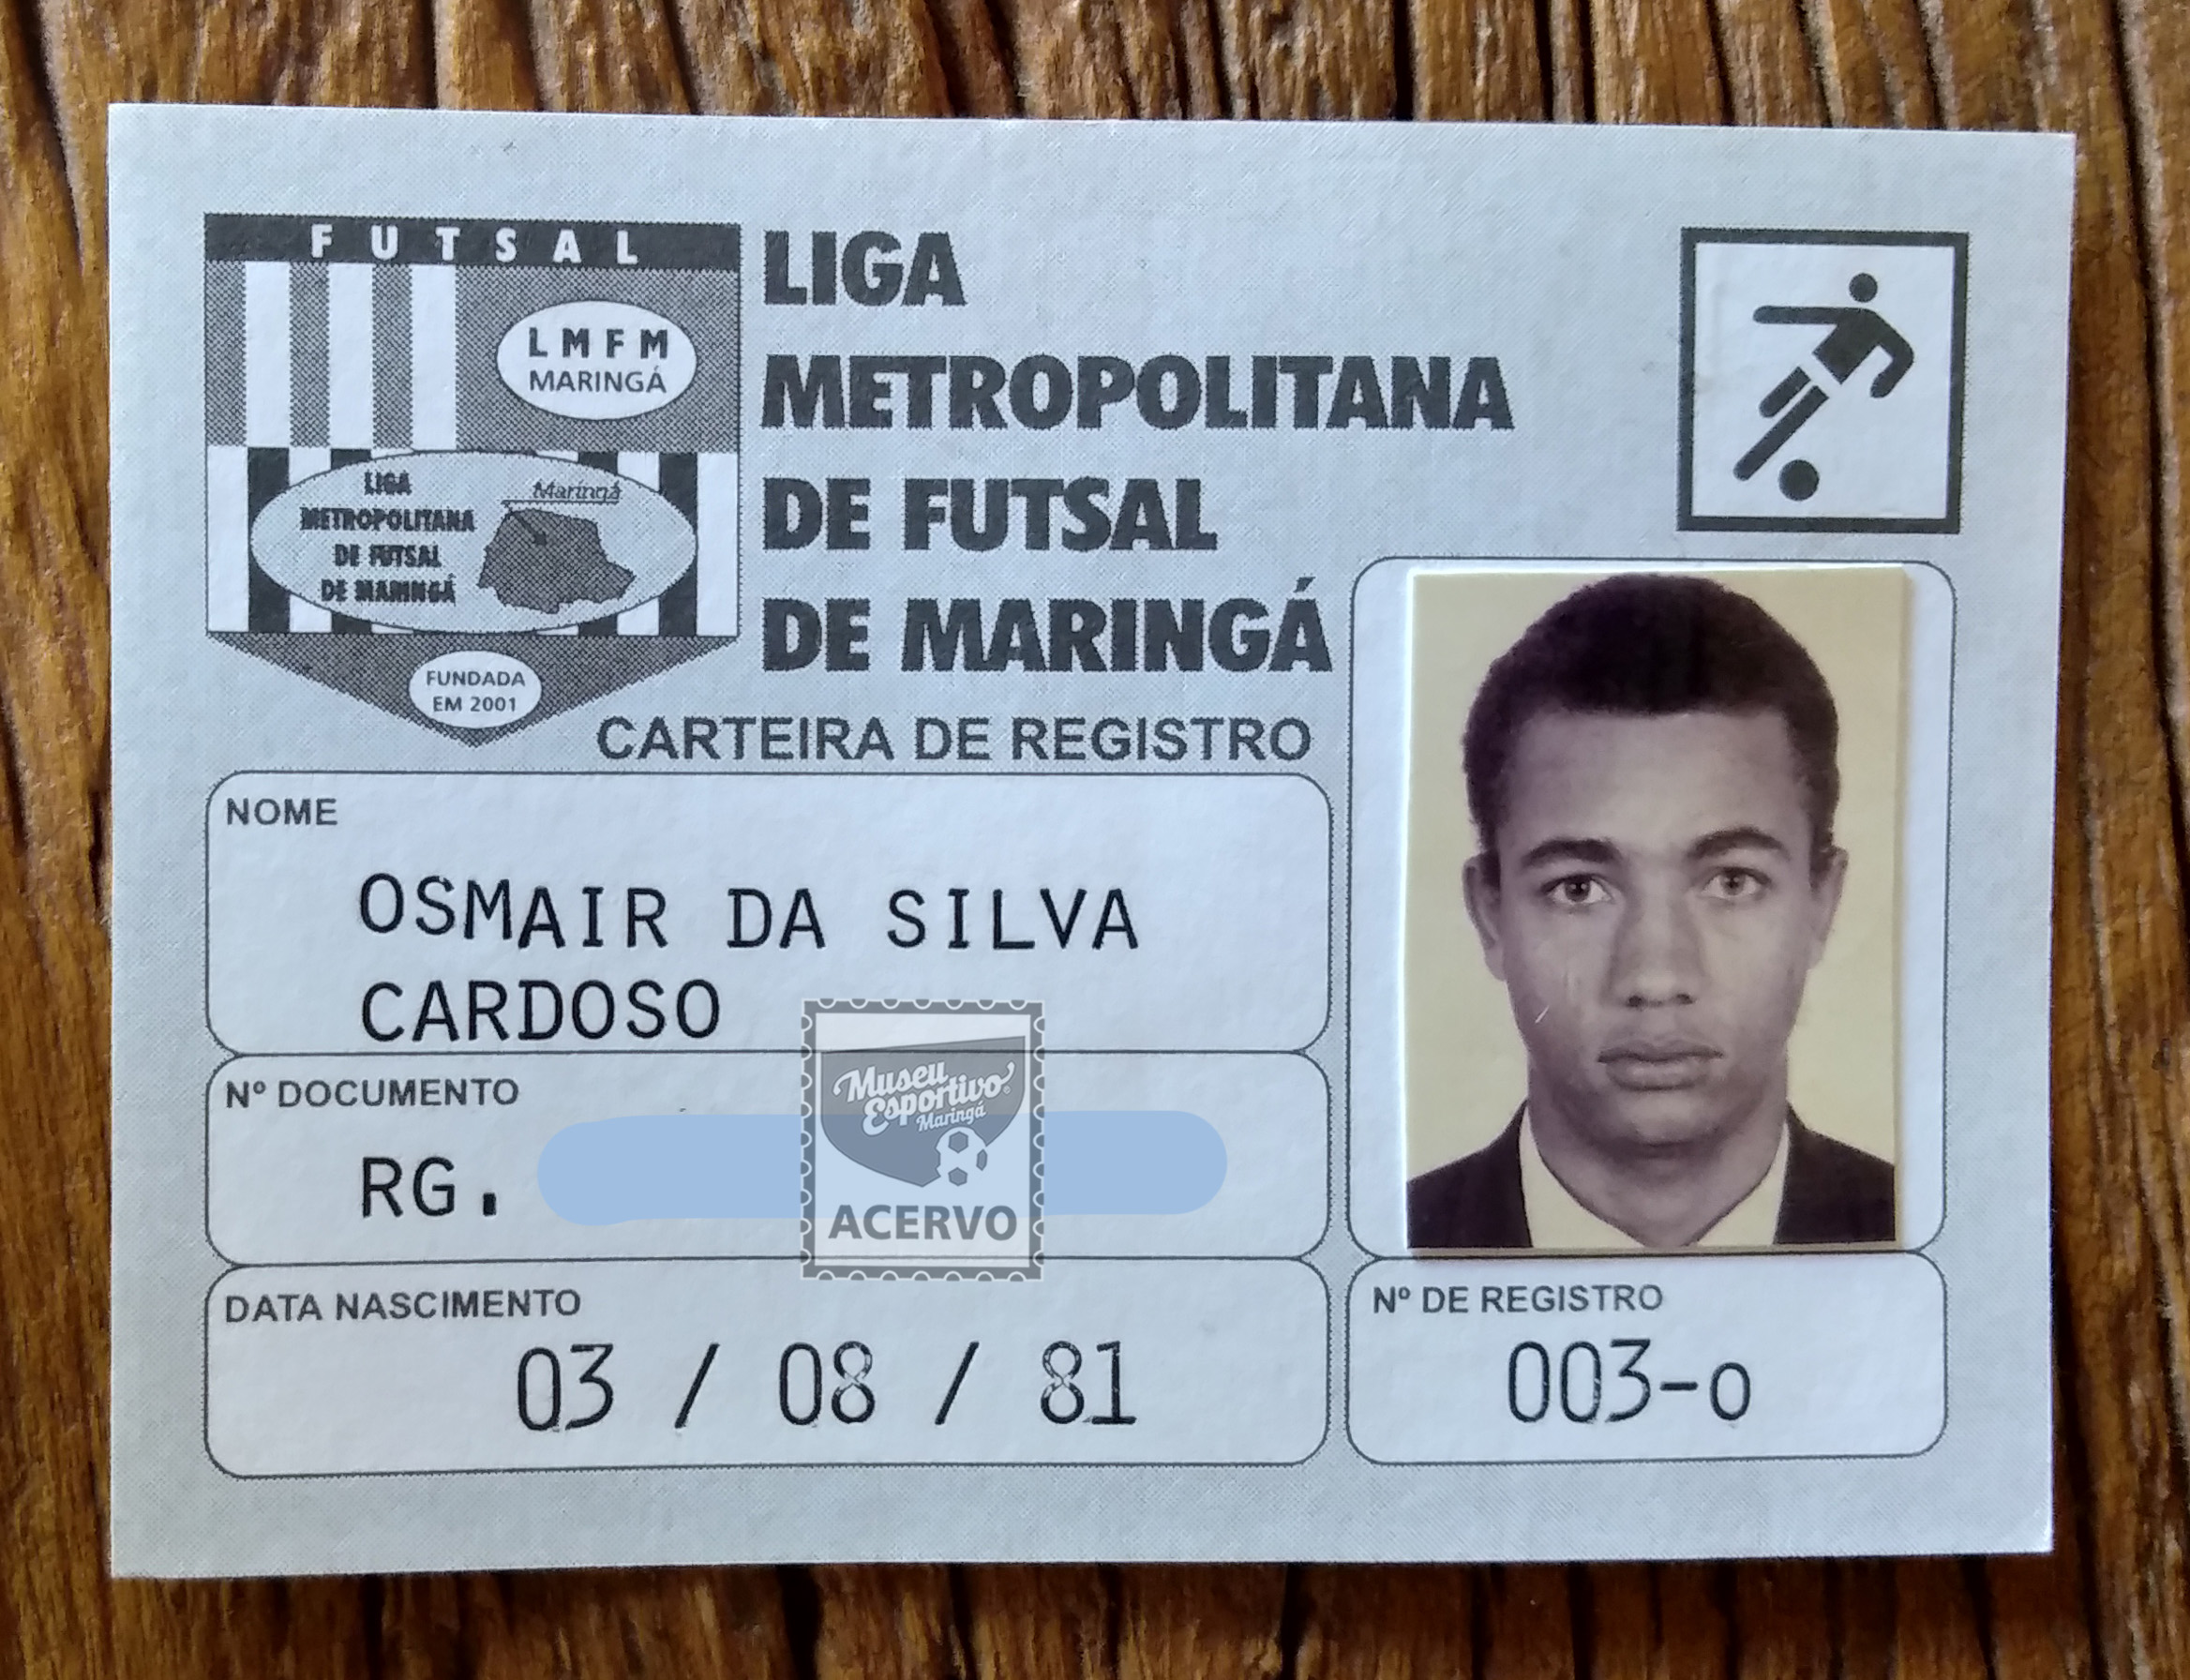 FUTSAL
LMFM
MARINGÁ
LIGA
METROPOLITANA
DE FUTSAL
DE MARINGÁ
Maringá
FUNDADA
EM 2001
LIGA
METROPOLITANA
DE FUTSAL
DE MARINGÁ
CARTEIRA DE REGISTRO
NOME
OSMAIR DA SILVA
CARDOSO
Nº DOCUMENTO
RG.
Museu
Esportivo®
Maringá
ACERVO
DATA NASCIMENTO
03 / 08 / 81
Nº DE REGISTRO
003-o